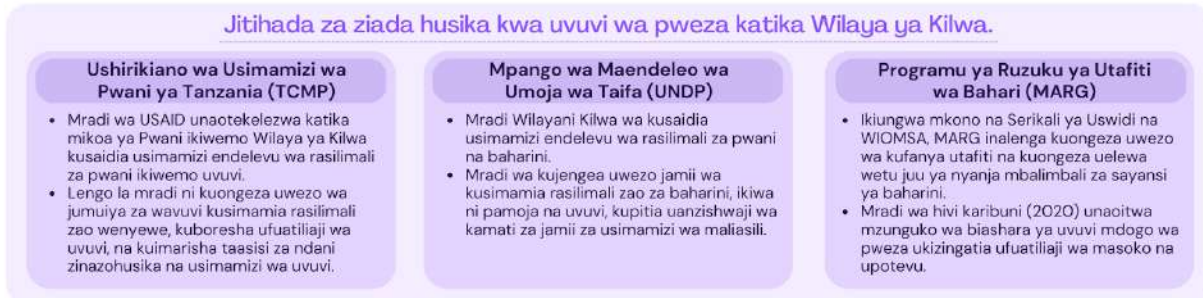 Jitihada za ziada husika kwa uvuvi wa pweza katika Wilaya ya Kilwa.
Ushirikiano wa Usimamizi wa
Pwani ya Tanzania (TCMP)
• Mradi wa USAID unaotekelezwa katika
mikoa ya Pwani ikiwemo Wilaya ya Kilwa
kusaidia usimamizi endelevu wa rasilimali
za pwani ikiwemo uvuvi.
• Lengo la mradi ni kuongeza uwezo wa
jumuiya za wavuvi kusimamia rasilimali
zao wenyewe, kuboresha ufuatiliaji wa
uvuvi, na kuimarisha taasisi za ndani
zinazohusika na usimamizi wa uvuvi.
Mpango wa Maendeleo wa
Umoja wa Taifa (UNDP)
• Mradi Wilayani Kilwa wa kusaidia
usimamizi endelevu wa rasilimali za pwani
na baharini.
• Mradi wa kujengea uwezo jamii wa
kusimamia rasilimali zao za baharini, ikiwa
ni pamoja na uvuvi, kupitia uanzishwaji wa
kamati za jamii za usimamizi wa maliasili.
Programu ya Ruzuku ya Utafiti
wa Bahari (MARG)
• Ikiungwa mkono na Serikali ya Uswidi na
WIOMSA, MARG inalenga kuongeza uwezo
wa kufanya utafiti na kuongeza uelewa
wetu juu ya nyanja mbalimbali za sayansi
ya baharini.
• Mradi wa hivi karibuni (2020) unaoitwa
mzunguko wa biashara ya uvuvi mdogo wa
pweza ukizingatia ufuatiliaji wa masoko na
upotevu.